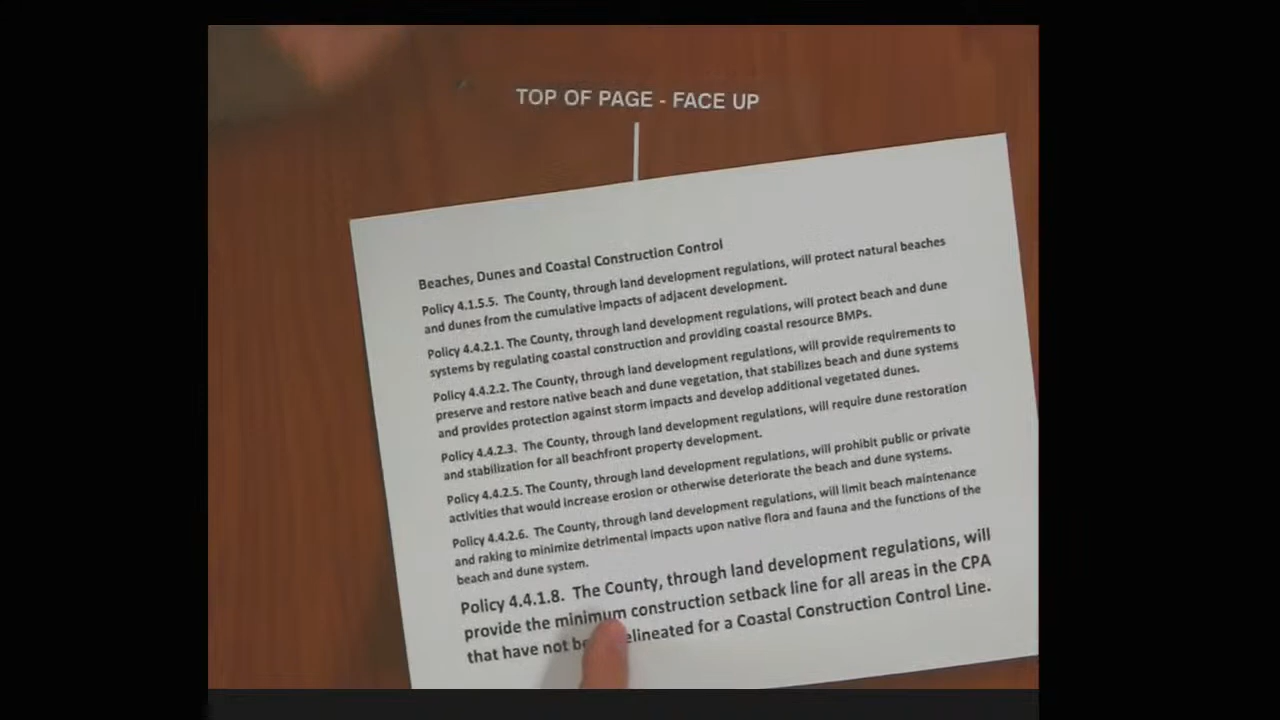 TOP OF PAGE - FACE UP
Beaches, Dunes and Coastal Construction Control
Policy 4.1.5.5. The County, through land development regulations, will protect natural beaches
and dunes from the cumulative impacts of adjacent development.
Policy 4.4.2.1. The County, through land development regulations, will protect beach and dune
systems by regulating coastal construction and providing coastal resource BMPs.
Policy 4.4.2.2. The County, through land development regulations, will provide requirements to
preserve and restore native beach and dune vegetation, that stabilizes beach and dune systems
and provides protection against storm impacts and develop additional vegetated dunes.
Policy 4.4.2.3. The County, through land development regulations, will require dune restoration
and stabilization for all beachfront property development.
Policy 4.4.2.5. The County, through land development regulations, will prohibit public or private
activities that would increase erosion or otherwise deteriorate the beach and dune systems.
Policy 4.4.2.6. The County, through land development regulations, will limit beach maintenance
and raking to minimize detrimental impacts upon native flora and fauna and the functions of the
beach and dune system.
Policy 4.4.1.8. The County, through land development regulations, will
provide the minimum construction setback line for all areas in the CPA
that have not elineated for a Coastal Construction Control Line.